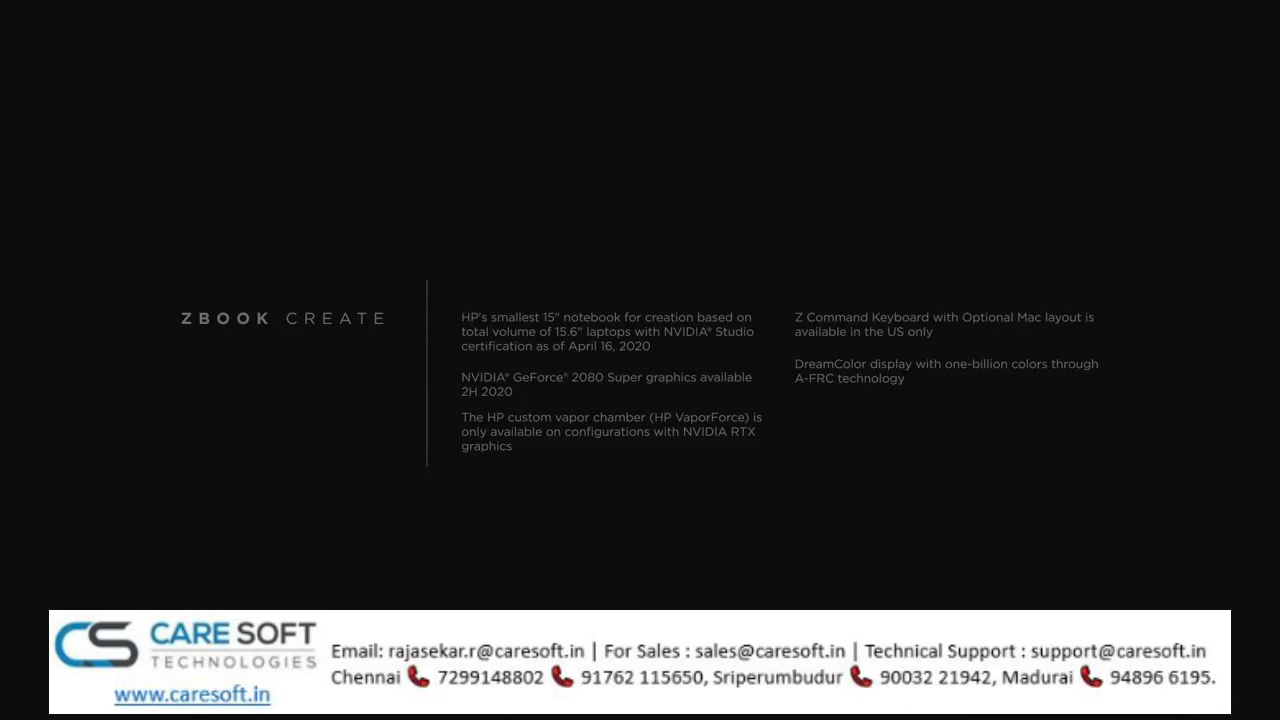 ZBOOK CREATE
HP's smallest 15" notebook for creation based on
total volume of 15.6" laptops with NVIDIA® Studio
certification as of April 16, 2020
NVIDIA® GeForce® 2080 Super graphics available
2H 2020
The HP custom vapor chamber (HP VaporForce) is
only available on configurations with NVIDIA RTX
graphics
Z Command Keyboard with Optional Mac layout is
available in the US only
DreamColor display with one-billion colors through
A-FRC technology
CS CARE SOFT
TECHNOLOGIES
www.caresoft.in
Email: rajasekar.r@caresoft.in | For Sales : sales@caresoft.in | Technical Support : support@caresoft.in
Chennai 📞 7299148802 📞 91762 115650, Sriperumbudur 📞 90032 21942, Madurai 📞 94896 6195.